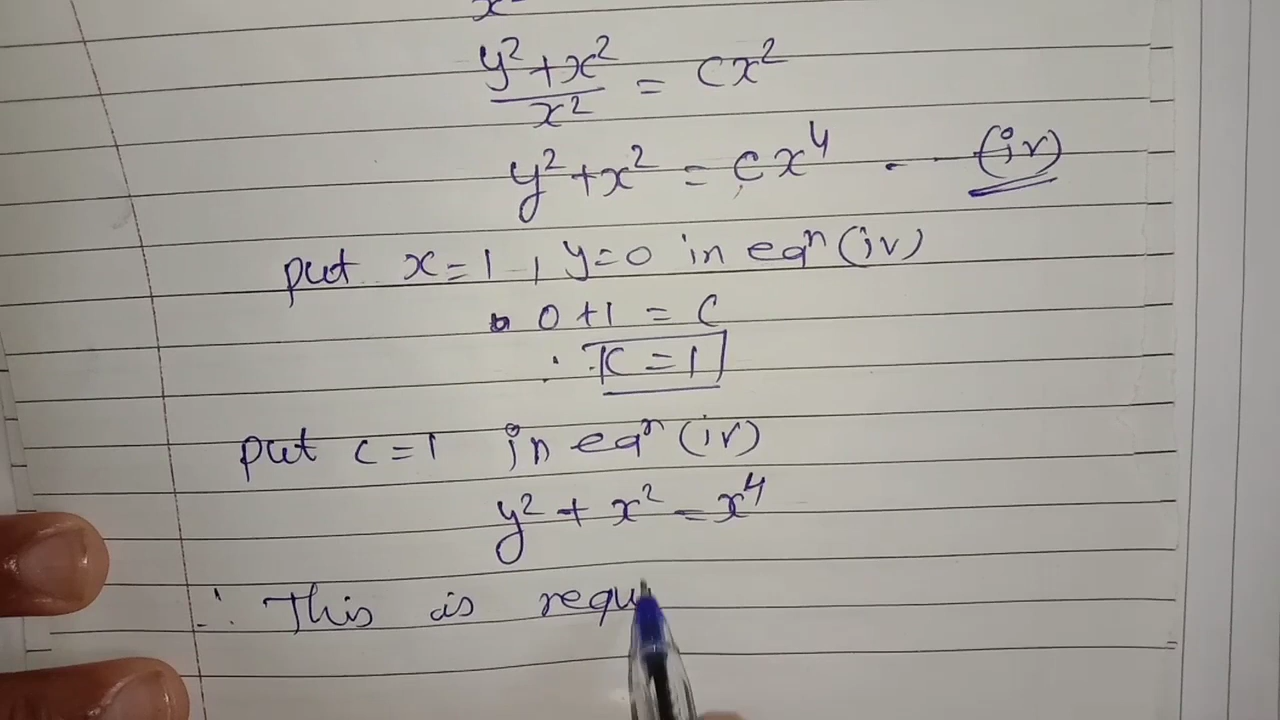 y²+x²/x² = cx²
y²+x² = cx⁴ - - (iv)
put x=1, y=0 in eqⁿ (iv)
0+1 = c
∴ c=1
put c=1 in eqⁿ (iv)
y² + x² = x⁴
∴ This is requ